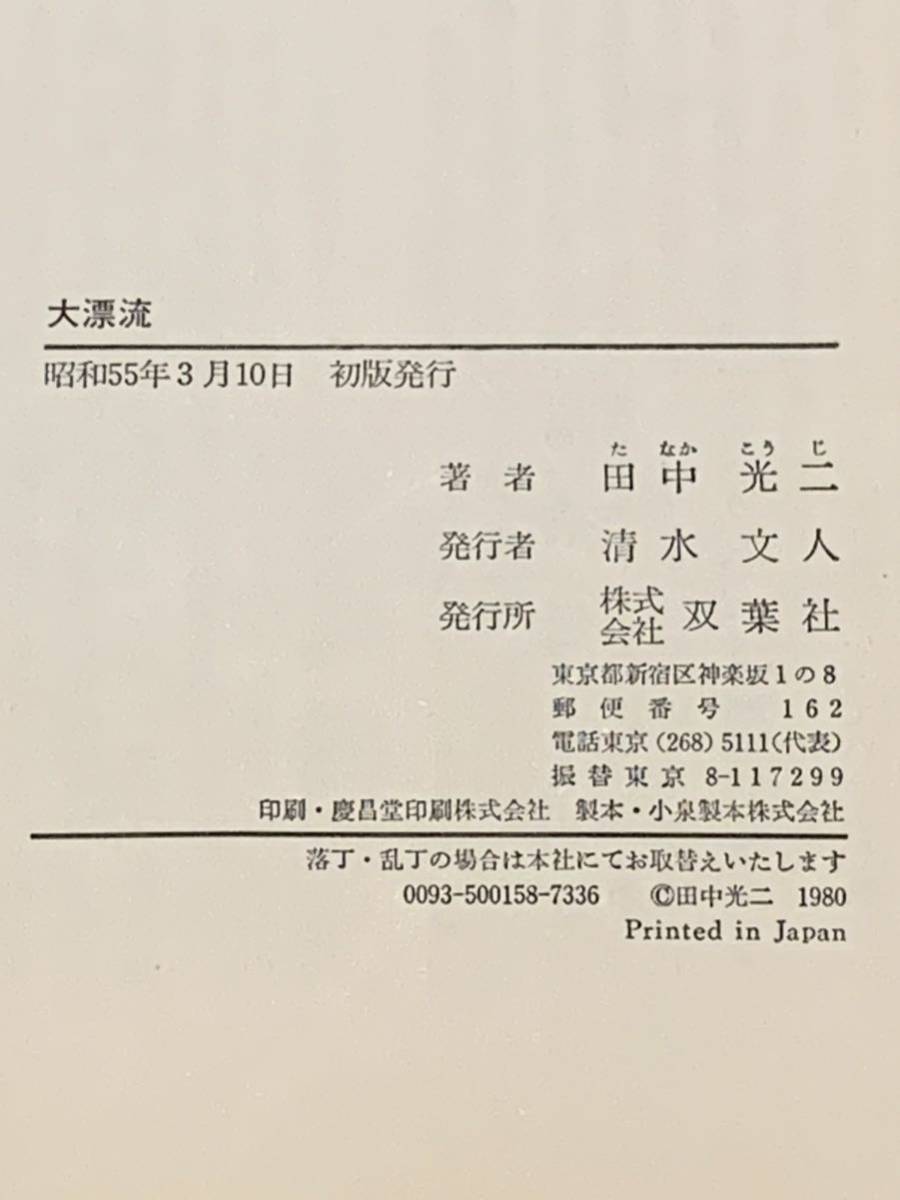 大漂流
昭和55年3月10日 初版発行
たなかこうじ
著者 田中光二
発行者 清水文人
発行所 株式会社 双葉社
東京都新宿区神楽坂1の8
郵便番号 162
電話東京(268)5111(代表)
振替東京 8-117299
印刷・慶昌堂印刷株式会社 製本・小泉製本株式会社
落丁・乱丁の場合は本社にてお取替えいたします
0093-500158-7336 ©田中光二 1980
Printed in Japan